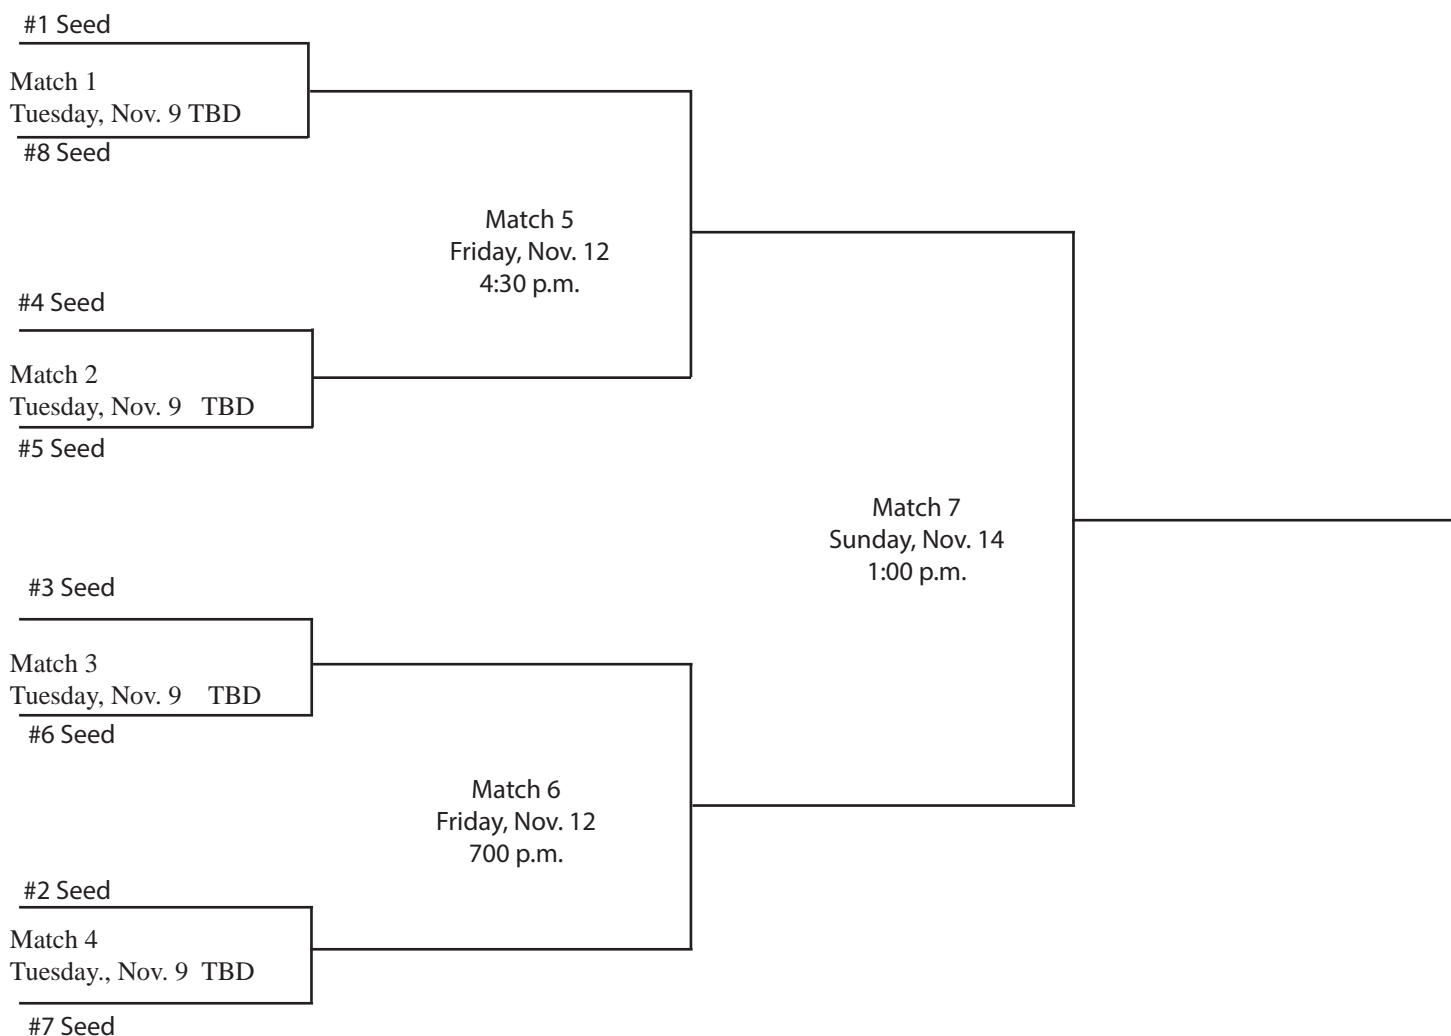 #1 Seed
Match 1
Tuesday, Nov. 9 TBD
#8 Seed
Match 5
Friday, Nov. 12
4:30 p.m.
#4 Seed
Match 2
Tuesday, Nov. 9 TBD
#5 Seed
Match 7
Sunday, Nov. 14
1:00 p.m.
#3 Seed
Match 3
Tuesday, Nov. 9 TBD
#6 Seed
Match 6
Friday, Nov. 12
700 p.m.
#2 Seed
Match 4
Tuesday., Nov. 9 TBD
#7 Seed